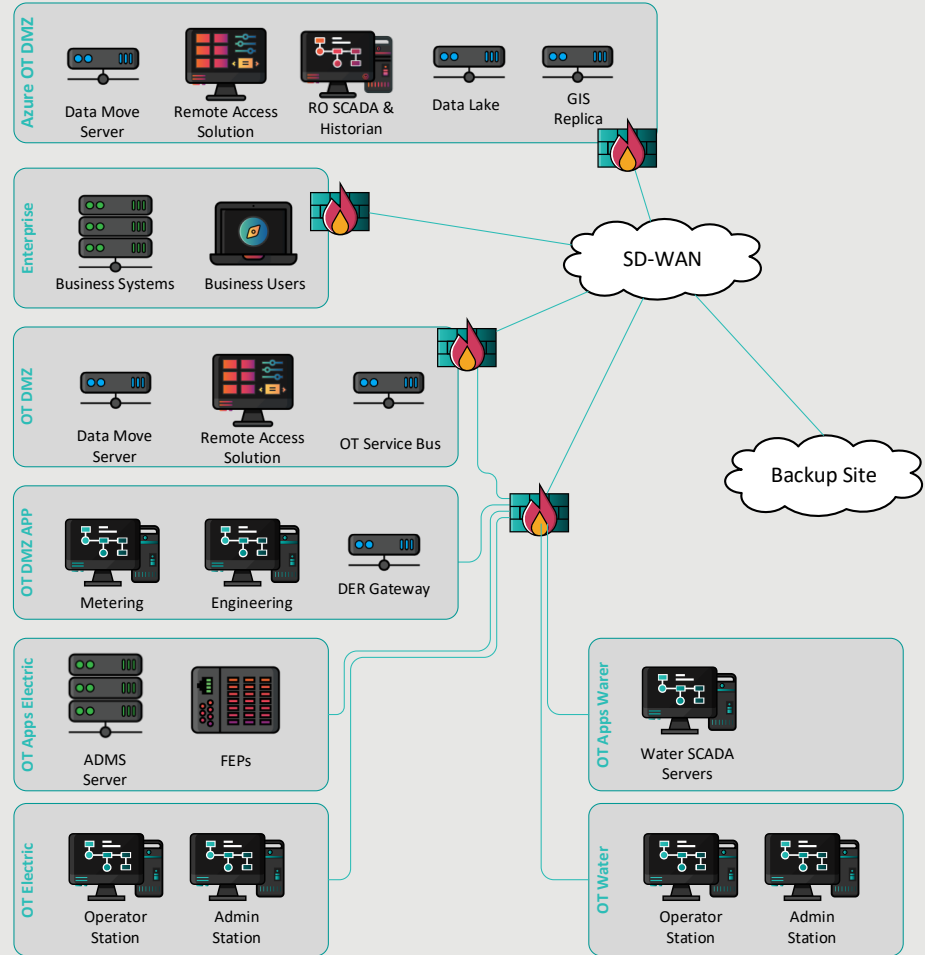 Azure OT DMZ
Data Move
Server
Remote Access
Solution
RO SCADA &
Historian
Data Lake
GIS
Replica
Enterprise
Business Systems
Business Users
SD-WAN
OT DMZ
Data Move
Server
Remote Access
Solution
OT Service Bus
Backup Site
OT DMZ APP
Metering
Engineering
DER Gateway
OT Apps Electric
ADMS
Server
FEPs
OT Apps Warer
Water SCADA
Servers
OT Electric
Operator
Station
Admin
Station
OT Water
Operator
Station
Admin
Station